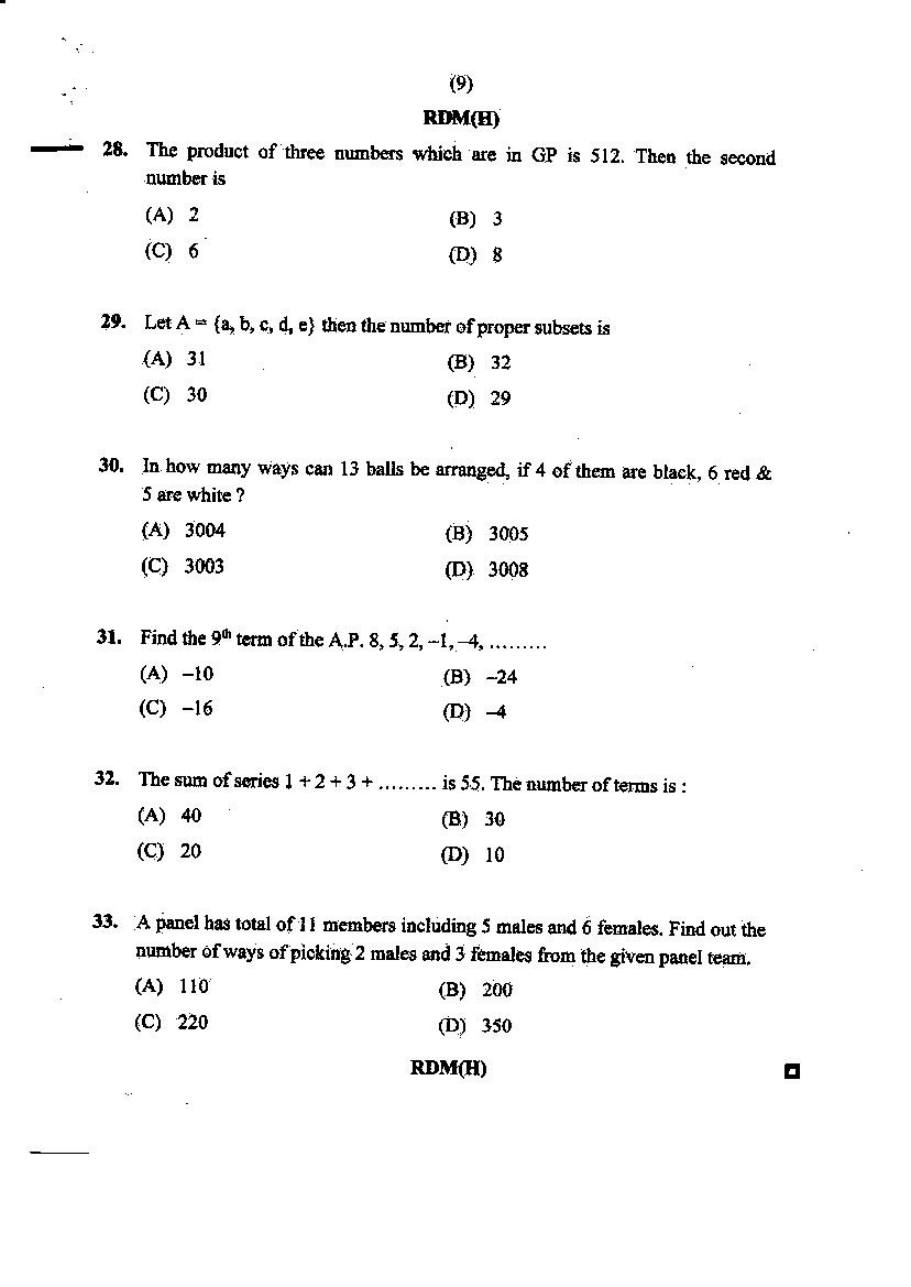 (9)
RDM(H)
28. The product of three numbers which are in GP is 512. Then the second
number is
(A) 2 (B) 3
(C) 6 (D) 8
29. Let A = {a, b, c, d, e} then the number of proper subsets is
(A) 31 (B) 32
(C) 30 (D) 29
30. In how many ways can 13 balls be arranged, if 4 of them are black, 6 red &
5 are white ?
(A) 3004 (B) 3005
(C) 3003 (D) 3008
31. Find the 9th term of the A.P. 8, 5, 2, –1, –4, .........
(A) –10 (B) –24
(C) –16 (D) –4
32. The sum of series 1 + 2 + 3 + ......... is 55. The number of terms is :
(A) 40 (B) 30
(C) 20 (D) 10
33. A panel has total of 11 members including 5 males and 6 females. Find out the
number of ways of picking 2 males and 3 females from the given panel team.
(A) 110 (B) 200
(C) 220 (D) 350
RDM(H)